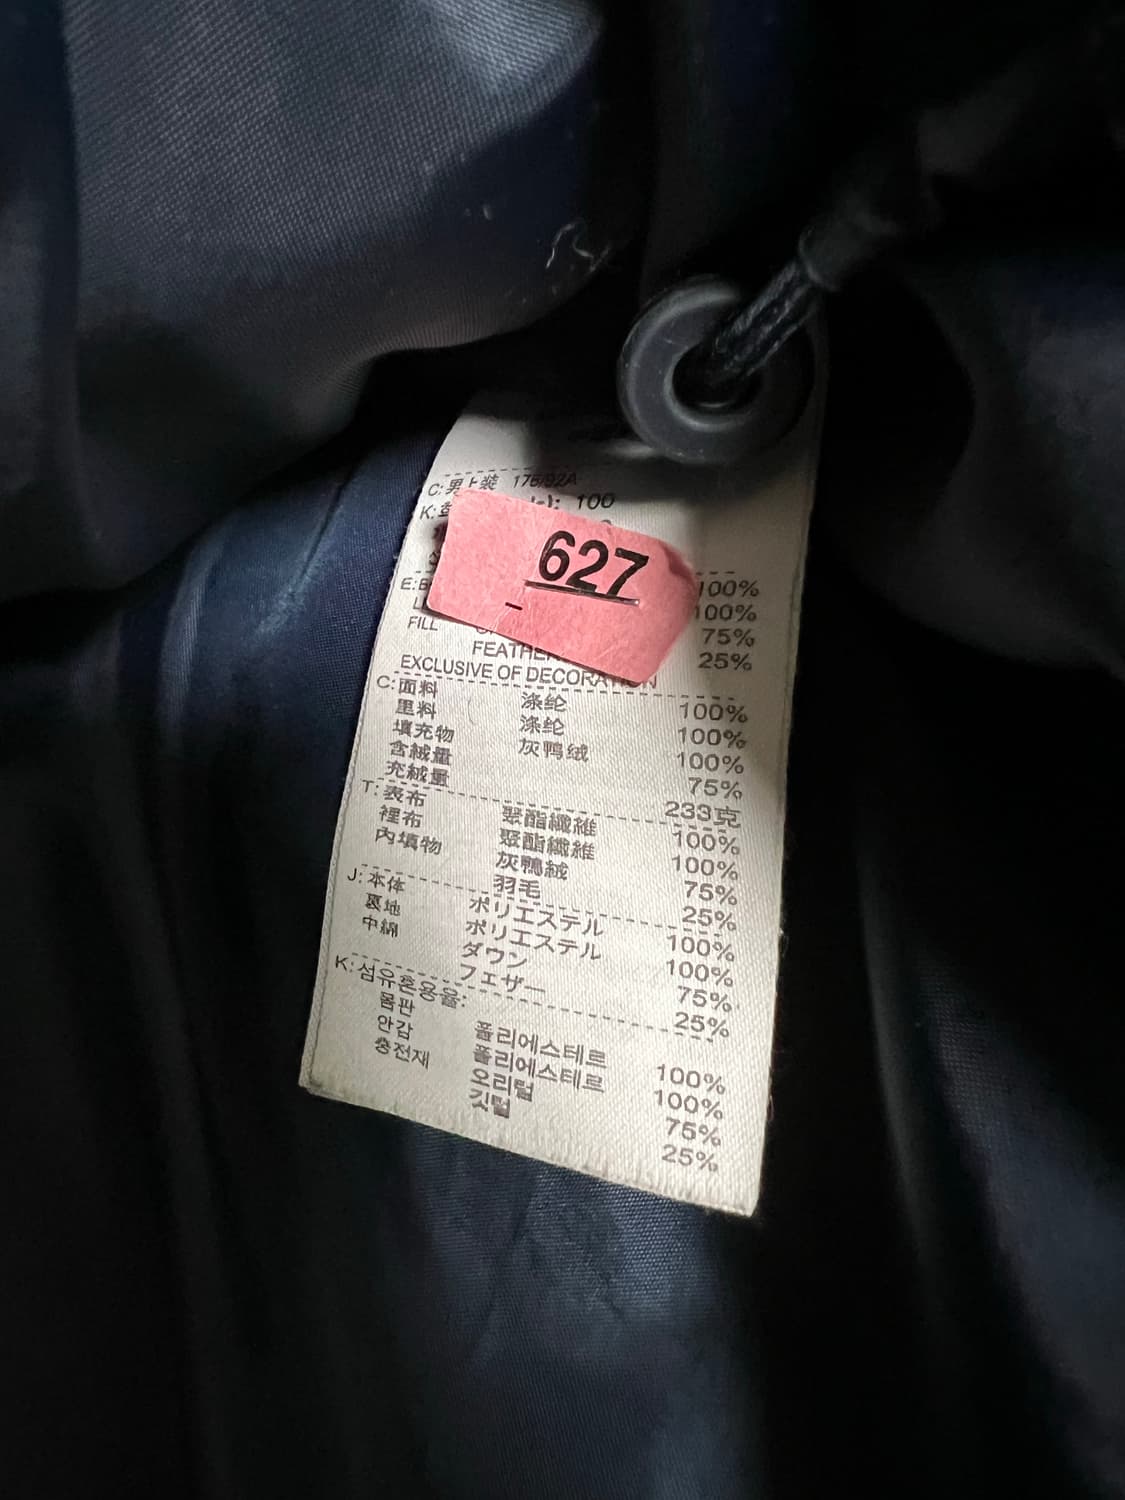 C:男上装 176/92A
K: 100
627
E:B 100%
100%
FILL 75%
FEATHE 25%
EXCLUSIVE OF DECORATION
C:面料 涤纶 100%
里料 涤纶 100%
填充物 灰鸭绒 100%
含絨量 75%
充絨量 233克
T:表布 聚酯纖維 100%
裡布 聚酯纖維 100%
內填物 灰鴨絨 75%
羽毛 25%
J:本体 ポリエステル 100%
裏地 ポリエステル 100%
中綿 ダウン 75%
フェザー 25%
K:섬유혼용율:
몸판 폴리에스테르 100%
안감 폴리에스테르 100%
충전재 오리털 75%
깃털 25%